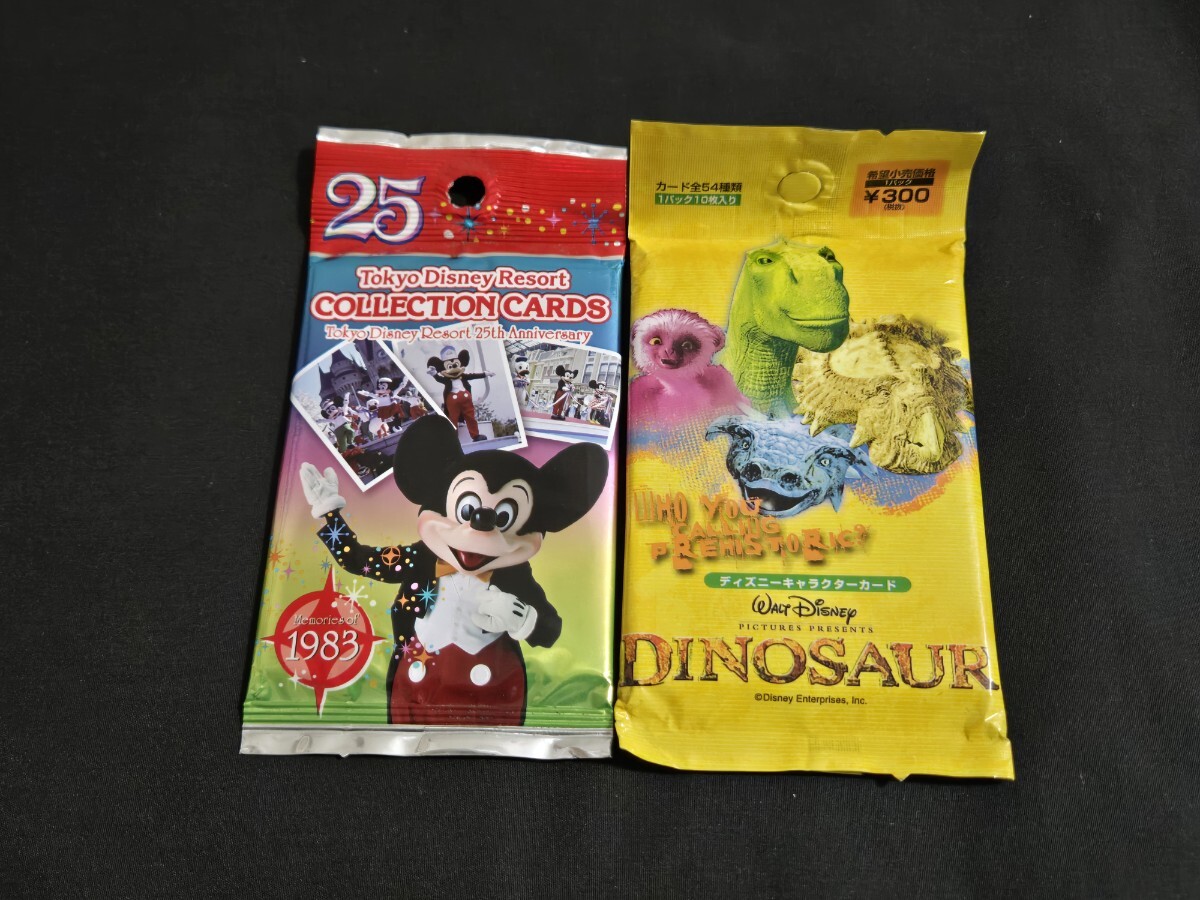 25
Tokyo Disney Resort
COLLECTION CARDS
Tokyo Disney Resort 25th Anniversary
Memories of
1983
カード全54種類
1パック10枚入り
希望小売価格
1パック
¥300
(税抜)
WHO YOU
CALLING
PREHISTORIC?
ディズニーキャラクターカード
WALT DISNEY
PICTURES PRESENTS
DINOSAUR
©Disney Enterprises, Inc.